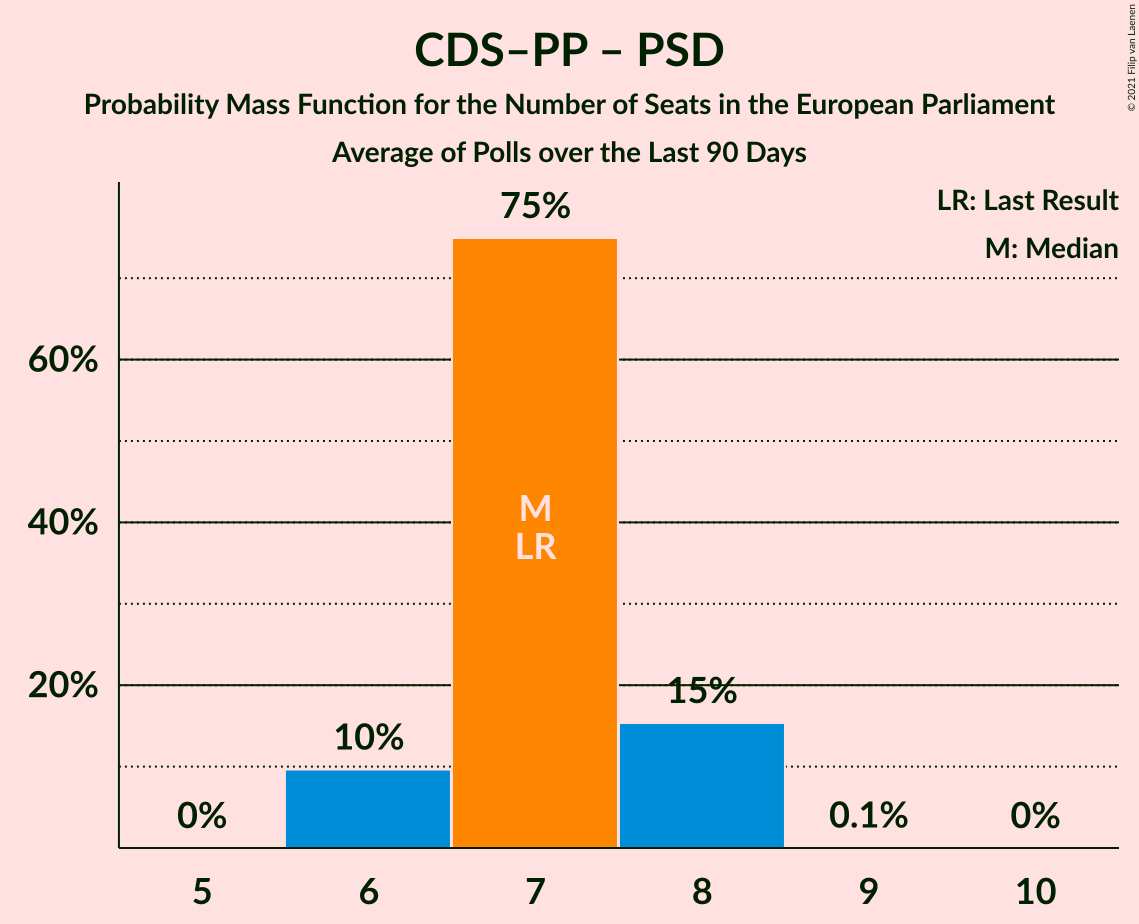 CDS–PP – PSD
Probability Mass Function for the Number of Seats in the European Parliament
Average of Polls over the Last 90 Days
© 2021 Filip van Laenen
LR: Last Result
M: Median
75%
60%
40%
20%
M
LR
15%
10%
0%
0.1%
0%
5 6 7 8 9 10